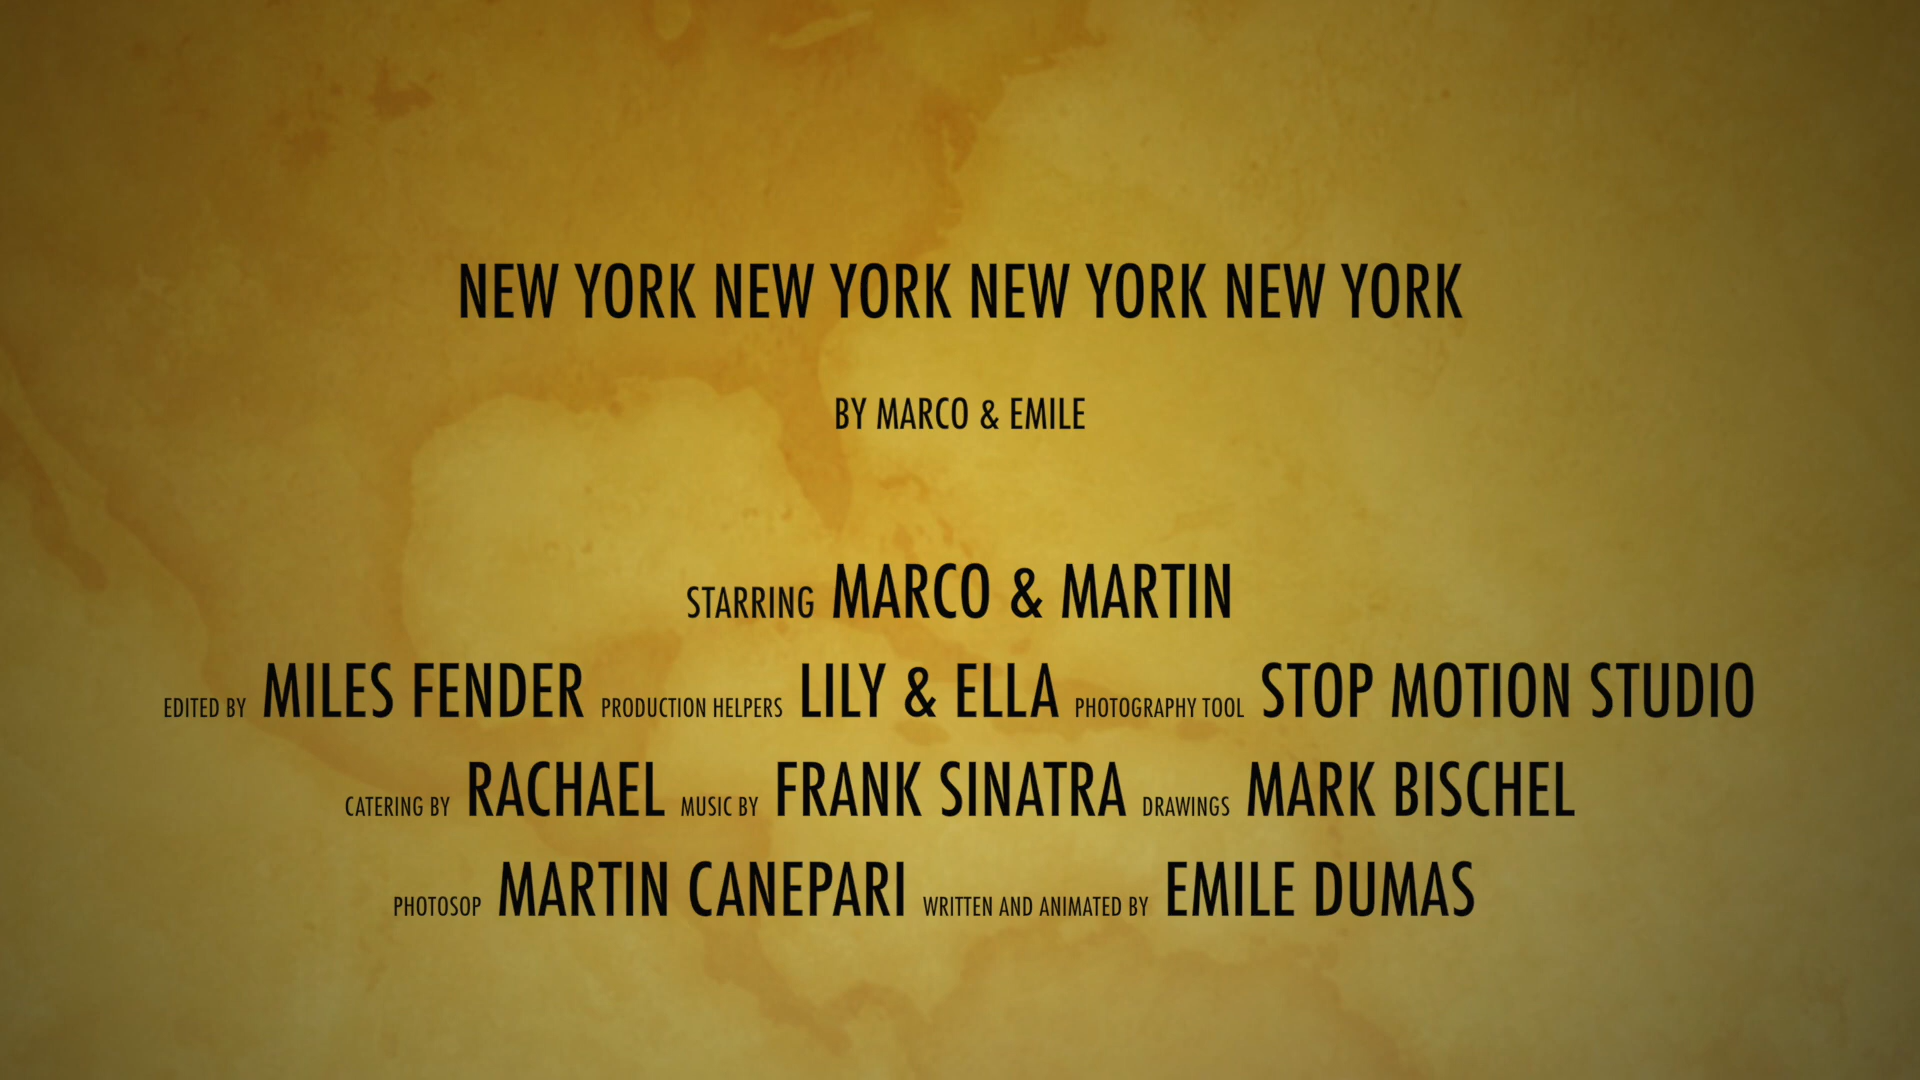 NEW YORK NEW YORK NEW YORK NEW YORK
BY MARCO & EMILE
STARRING MARCO & MARTIN
EDITED BY MILES FENDER PRODUCTION HELPERS LILY & ELLA PHOTOGRAPHY TOOL STOP MOTION STUDIO
CATERING BY RACHAEL MUSIC BY FRANK SINATRA DRAWINGS MARK BISCHEL
PHOTOSOP MARTIN CANEPARI WRITTEN AND ANIMATED BY EMILE DUMAS